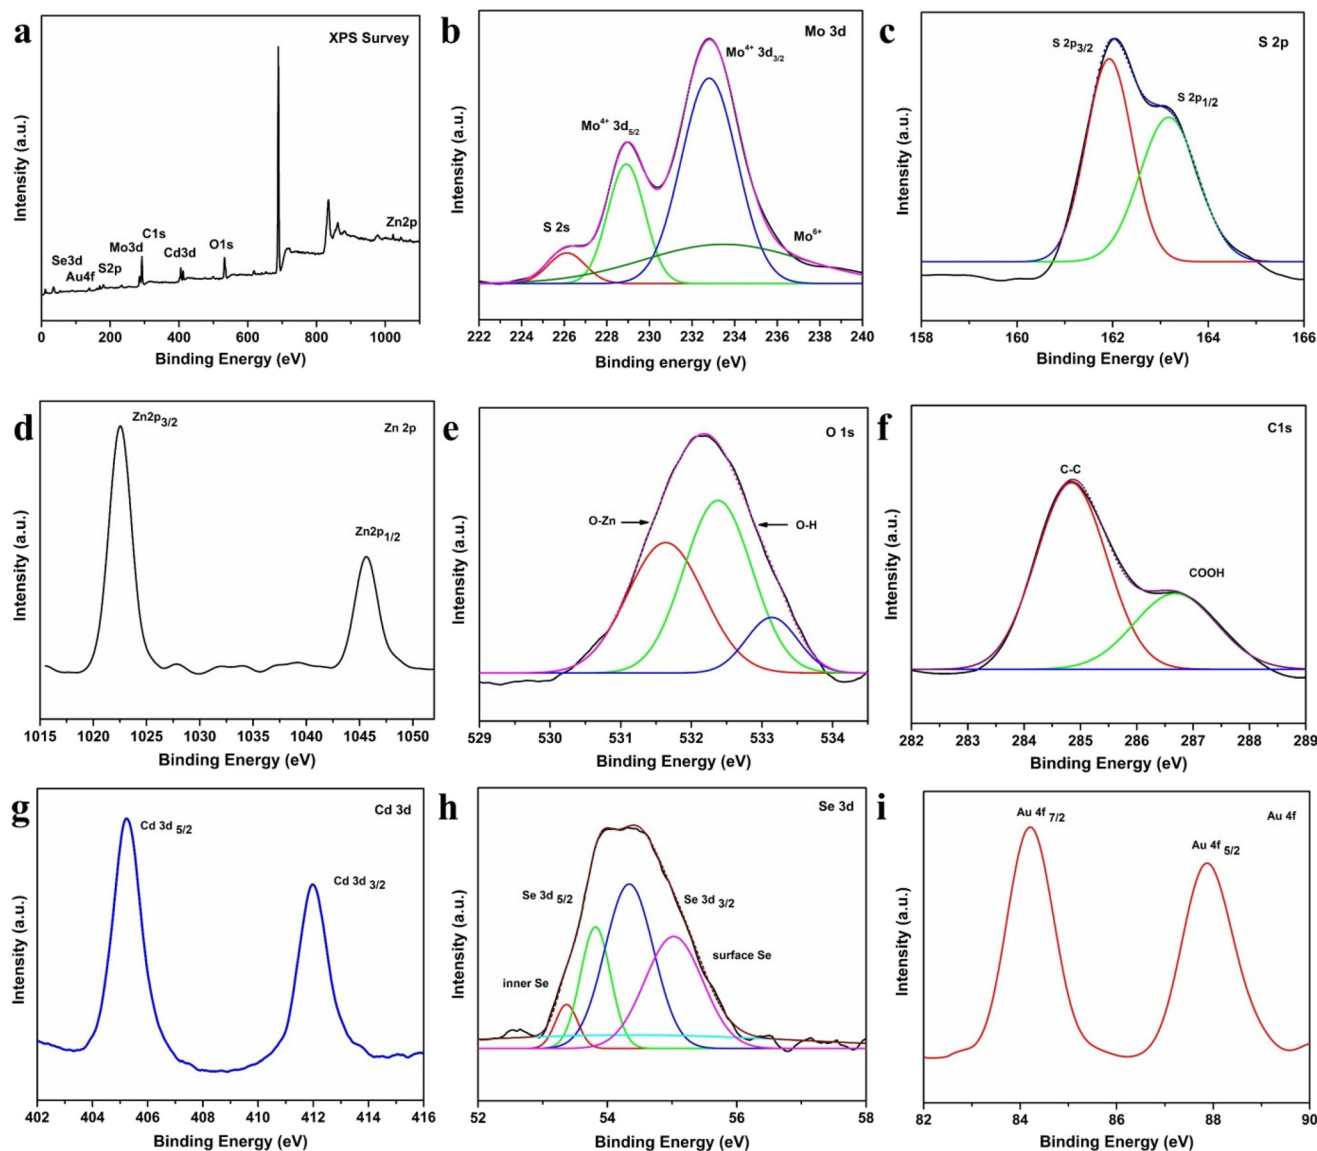 a
XPS Survey
Intensity (a.u.)
Se3d
Au4f
S2p
Mo3d
C1s
Cd3d
O1s
Zn2p
0 200 400 600 800 1000
Binding Energy (eV)
b
Mo 3d
Intensity (a.u.)
S 2s
Mo4+ 3d5/2
Mo4+ 3d3/2
Mo6+
222 224 226 228 230 232 234 236 238 240
Binding energy (eV)
c
S 2p
Intensity (a.u.)
S 2p3/2
S 2p1/2
158 160 162 164 166
Binding Energy (eV)
d
Zn 2p
Intensity (a.u.)
Zn2p3/2
Zn2p1/2
1015 1020 1025 1030 1035 1040 1045 1050
Binding Energy (eV)
e
O 1s
Intensity (a.u.)
O-Zn
O-H
529 530 531 532 533 534
Binding Energy (eV)
f
C1s
Intensity (a.u.)
C-C
COOH
282 283 284 285 286 287 288 289
Binding Energy (eV)
g
Cd 3d
Intensity (a.u.)
Cd 3d 5/2
Cd 3d 3/2
402 404 406 408 410 412 414 416
Binding Energy (eV)
h
Se 3d
Intensity (a.u.)
Se 3d 5/2
Se 3d 3/2
inner Se
surface Se
52 54 56 58
Binding Energy (eV)
i
Au 4f
Intensity (a.u.)
Au 4f 7/2
Au 4f 5/2
82 84 86 88 90
Binding Energy (eV)